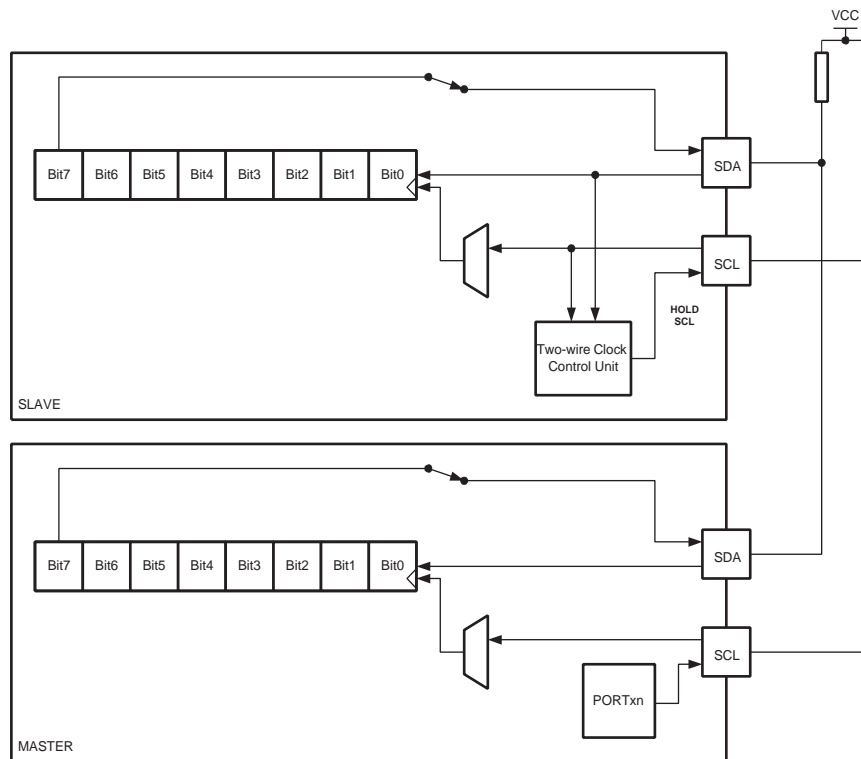 VCC
SDA
Bit7 Bit6 Bit5 Bit4 Bit3 Bit2 Bit1 Bit0
SCL
HOLD
SCL
Two-wire Clock
Control Unit
SLAVE
Bit7 Bit6 Bit5 Bit4 Bit3 Bit2 Bit1 Bit0
SDA
SCL
PORTxn
MASTER